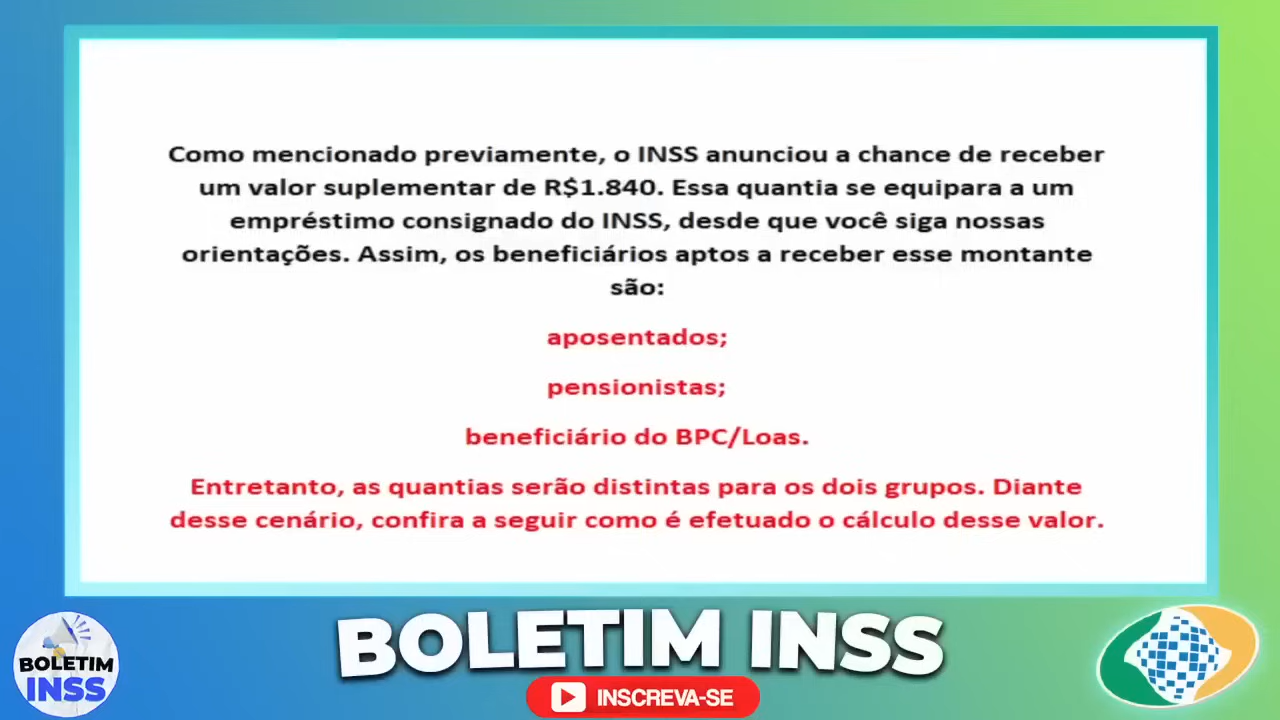 Como mencionado previamente, o INSS anunciou a chance de receber
um valor suplementar de R$1.840. Essa quantia se equipara a um
empréstimo consignado do INSS, desde que você siga nossas
orientações. Assim, os beneficiários aptos a receber esse montante
são:
aposentados;
pensionistas;
beneficiário do BPC/Loas.
Entretanto, as quantias serão distintas para os dois grupos. Diante
desse cenário, confira a seguir como é efetuado o cálculo desse valor.
BOLETIM INSS
INSCREVA-SE
BOLETIM
INSS